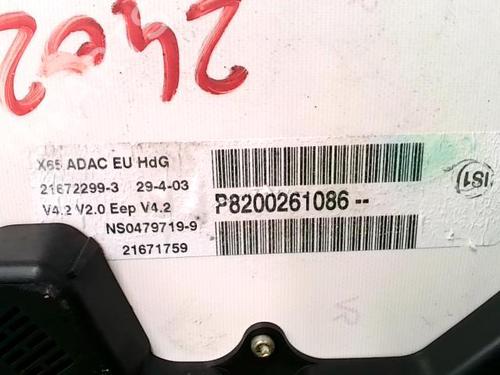 2402
X65 ADAC EU HdG
21672299-3 29-4-03
V4.2 V2.0 Eep V4.2
NS0479719-9
21671759
P8200261086--
IS1